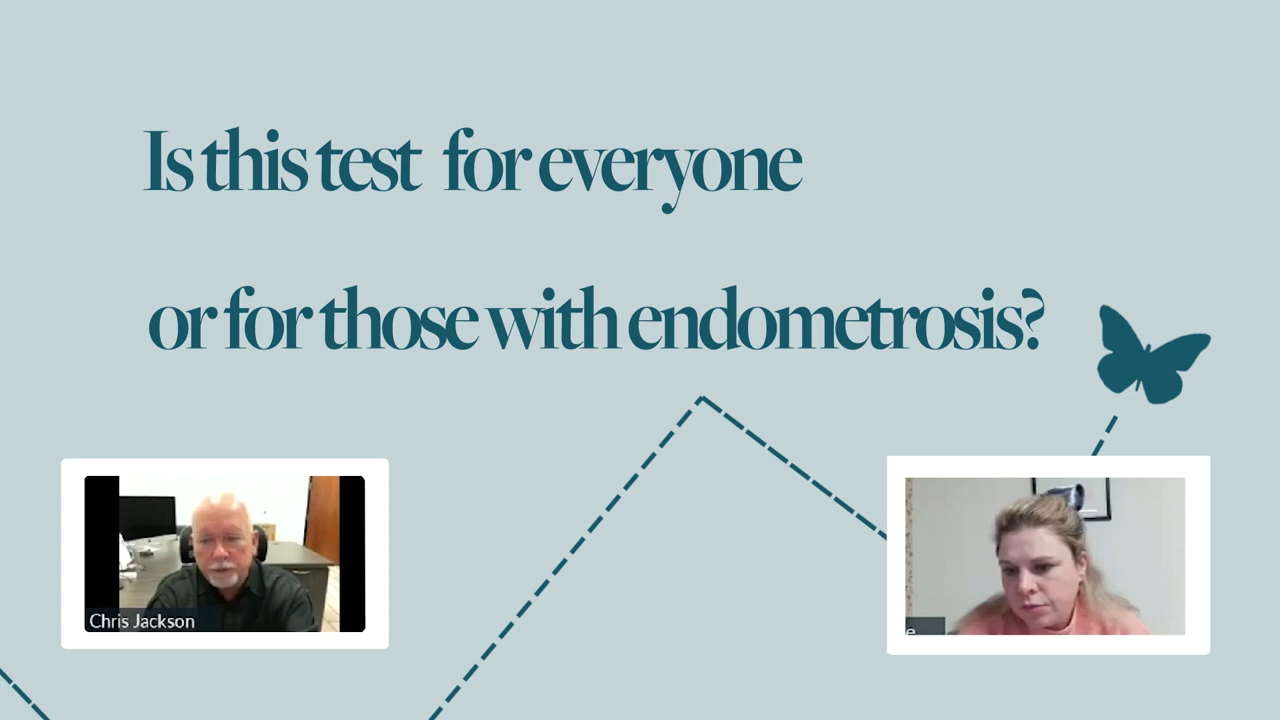 Is this test for everyone
or for those with endometrosis?
Chris Jackson
e